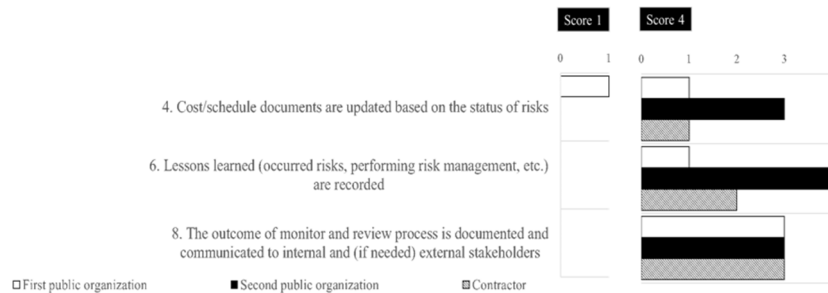 Score 1 Score 4
0 1 0 1 2 3
4. Cost/schedule documents are updated based on the status of risks
6. Lessons learned (occurred risks, performing risk management, etc.)
are recorded
8. The outcome of monitor and review process is documented and
communicated to internal and (if needed) external stakeholders
First public organization Second public organization Contractor